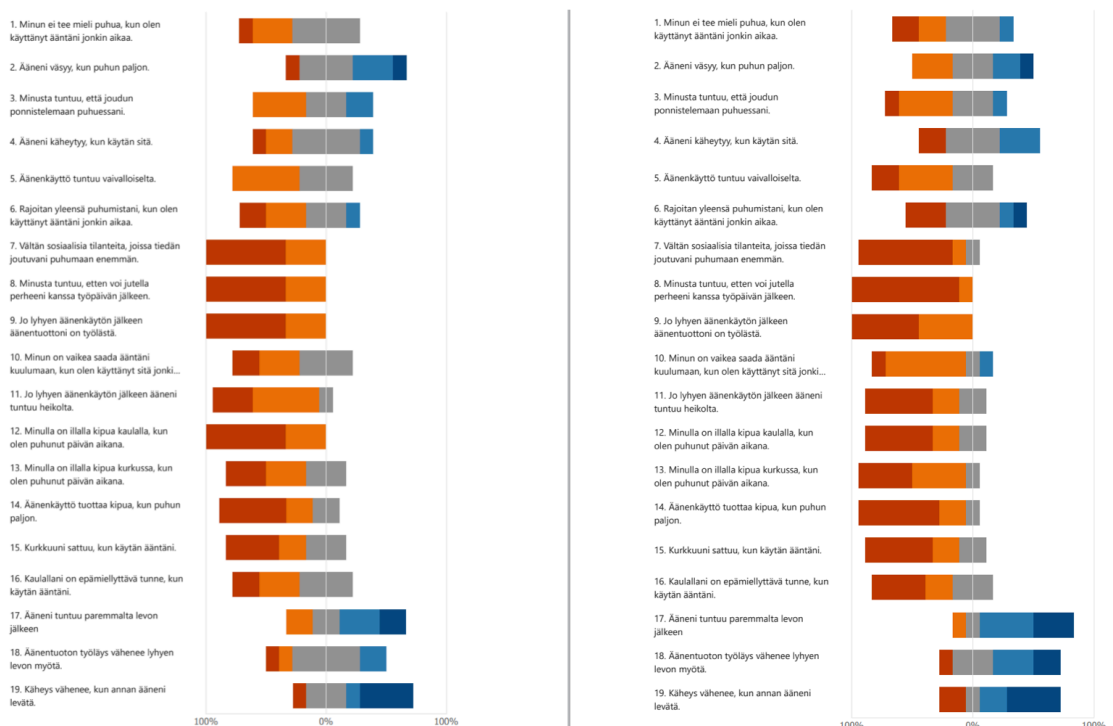 1. Minun ei tee mieli puhua, kun olen
käyttänyt ääntäni jonkin aikaa.
2. Ääneni väsyy, kun puhun paljon.
3. Minusta tuntuu, että joudun
ponnistelemaan puhuessani.
4. Ääneni käheytyy, kun käytän sitä.
5. Äänenkäyttö tuntuu vaivalloiselta.
6. Rajoitan yleensä puhumistani, kun olen
käyttänyt ääntäni jonkin aikaa.
7. Vältän sosiaalisia tilanteita, joissa tiedän
joutuvani puhumaan enemmän.
8. Minusta tuntuu, etten voi jutella
perheeni kanssa työpäivän jälkeen.
9. Jo lyhyen äänenkäytön jälkeen
äänentuottoni on työlästä.
10. Minun on vaikea saada ääntäni
kuulumaan, kun olen käyttänyt sitä jonki...
11. Jo lyhyen äänenkäytön jälkeen ääneni
tuntuu heikolta.
12. Minulla on illalla kipua kaulalla, kun
olen puhunut päivän aikana.
13. Minulla on illalla kipua kurkussa, kun
olen puhunut päivän aikana.
14. Äänenkäyttö tuottaa kipua, kun puhun
paljon.
15. Kurkkuuni sattuu, kun käytän ääntäni.
16. Kaulallani on epämiellyttävä tunne, kun
käytän ääntäni.
17. Ääneni tuntuu paremmalta levon
jälkeen
18. Äänentuoton työläys vähenee lyhyen
levon myötä.
19. Käheys vähenee, kun annan ääneni
levätä.
100% 0% 100%
1. Minun ei tee mieli puhua, kun olen
käyttänyt ääntäni jonkin aikaa.
2. Ääneni väsyy, kun puhun paljon.
3. Minusta tuntuu, että joudun
ponnistelemaan puhuessani.
4. Ääneni käheytyy, kun käytän sitä.
5. Äänenkäyttö tuntuu vaivalloiselta.
6. Rajoitan yleensä puhumistani, kun olen
käyttänyt ääntäni jonkin aikaa.
7. Vältän sosiaalisia tilanteita, joissa tiedän
joutuvani puhumaan enemmän.
8. Minusta tuntuu, etten voi jutella
perheeni kanssa työpäivän jälkeen.
9. Jo lyhyen äänenkäytön jälkeen
äänentuottoni on työlästä.
10. Minun on vaikea saada ääntäni
kuulumaan, kun olen käyttänyt sitä jonki...
11. Jo lyhyen äänenkäytön jälkeen ääneni
tuntuu heikolta.
12. Minulla on illalla kipua kaulalla, kun
olen puhunut päivän aikana.
13. Minulla on illalla kipua kurkussa, kun
olen puhunut päivän aikana.
14. Äänenkäyttö tuottaa kipua, kun puhun
paljon.
15. Kurkkuuni sattuu, kun käytän ääntäni.
16. Kaulallani on epämiellyttävä tunne, kun
käytän ääntäni.
17. Ääneni tuntuu paremmalta levon
jälkeen
18. Äänentuoton työläys vähenee lyhyen
levon myötä.
19. Käheys vähenee, kun annan ääneni
levätä.
100% 0% 100%